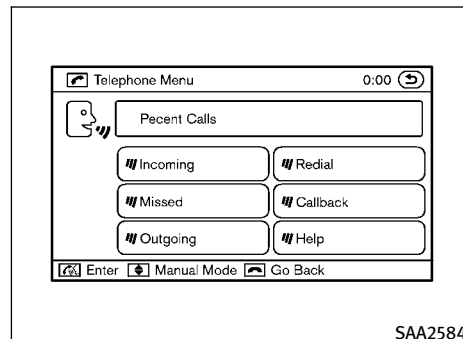 Telephone Menu 0:00
Pecent Calls
Incoming Redial
Missed Callback
Outgoing Help
Enter Manual Mode Go Back
SAA2584